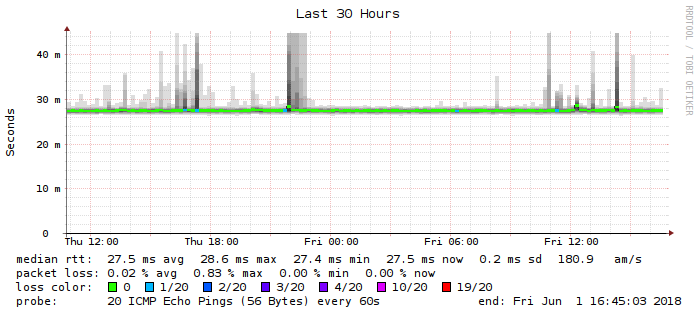 Last 30 Hours
RRDTOOL / TOBI OETIKER
Seconds
40 m
30 m
20 m
10 m
0
Thu 12:00 Thu 18:00 Fri 00:00 Fri 06:00 Fri 12:00
median rtt: 27.5 ms avg 28.6 ms max 27.4 ms min 27.5 ms now 0.2 ms sd 180.9 am/s
packet loss: 0.02 % avg 0.83 % max 0.00 % min 0.00 % now
loss color: 0 1/20 2/20 3/20 4/20 10/20 19/20
probe: 20 ICMP Echo Pings (56 Bytes) every 60s end: Fri Jun 1 16:45:03 2018